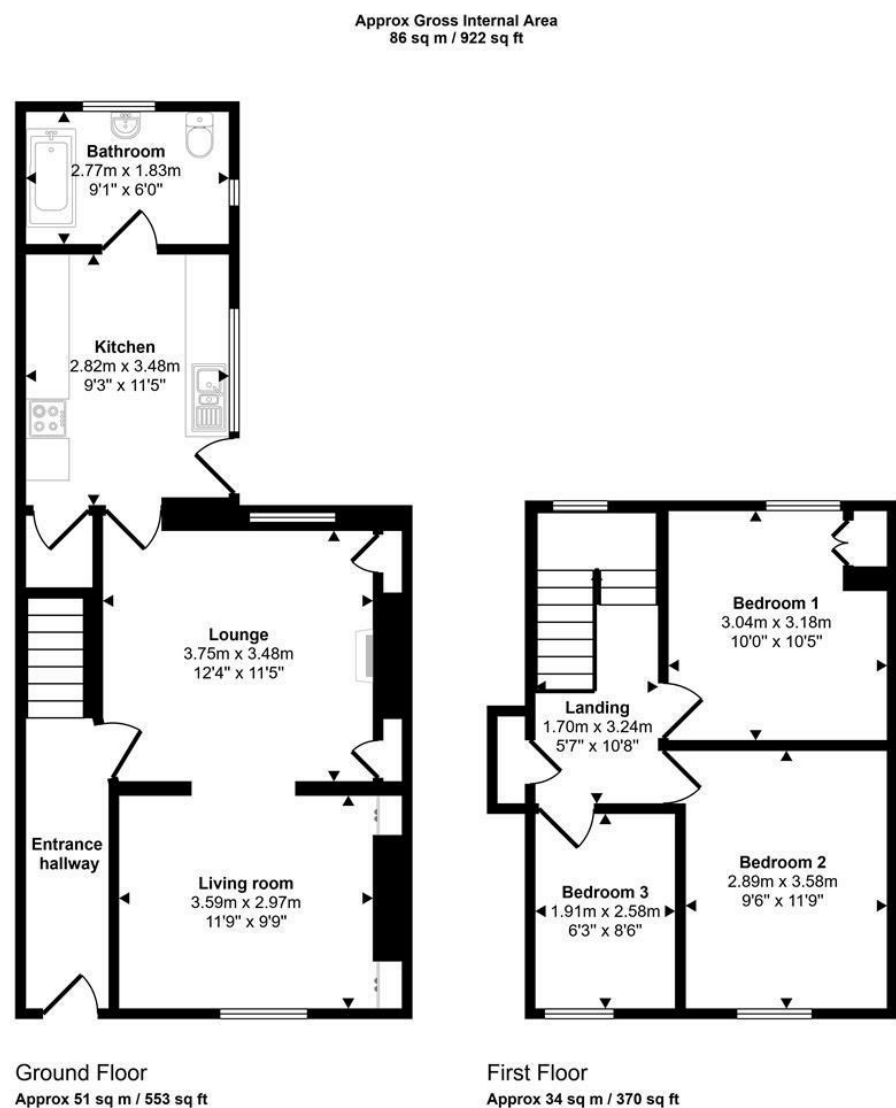 Approx Gross Internal Area
86 sq m / 922 sq ft
Bathroom
2.77m x 1.83m
9'1" x 6'0"
Kitchen
2.82m x 3.48m
9'3" x 11'5"
Lounge
3.75m x 3.48m
12'4" x 11'5"
Entrance
hallway
Living room
3.59m x 2.97m
11'9" x 9'9"
Ground Floor
Approx 51 sq m / 553 sq ft
Bedroom 1
3.04m x 3.18m
10'0" x 10'5"
Landing
1.70m x 3.24m
5'7" x 10'8"
Bedroom 2
2.89m x 3.58m
9'6" x 11'9"
Bedroom 3
1.91m x 2.58m
6'3" x 8'6"
First Floor
Approx 34 sq m / 370 sq ft